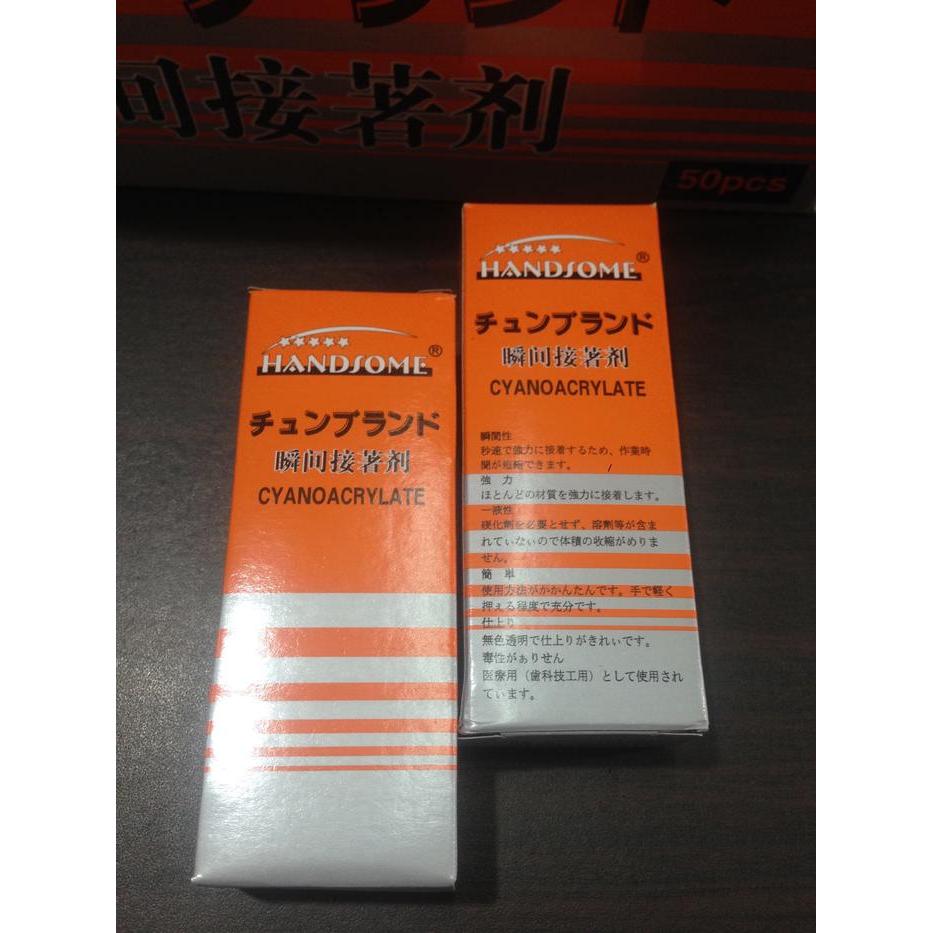 间接著剤
50pcs
HANDSOME®
チュンブランド
瞬间接著剤
CYANOACRYLATE
HANDSOME®
チュンブランド
瞬间接著剤
CYANOACRYLATE
瞬間性
秒速で強力に接着するため、作業時
間が短縮できます。
強 力
ほとんどの材質を強力に接着します。
一液性
硬化剤を必要とせず、溶剤等が含ま
れていないので体積の收縮がめりま
せん。
簡 単
使用方法がかかんたんです。手で軽く
押える程度で充分です。
仕上り
無色透明で仕上りがきれぃです。
毒性がぁりせん
医療用（歯科技工用）として使用され
ています。